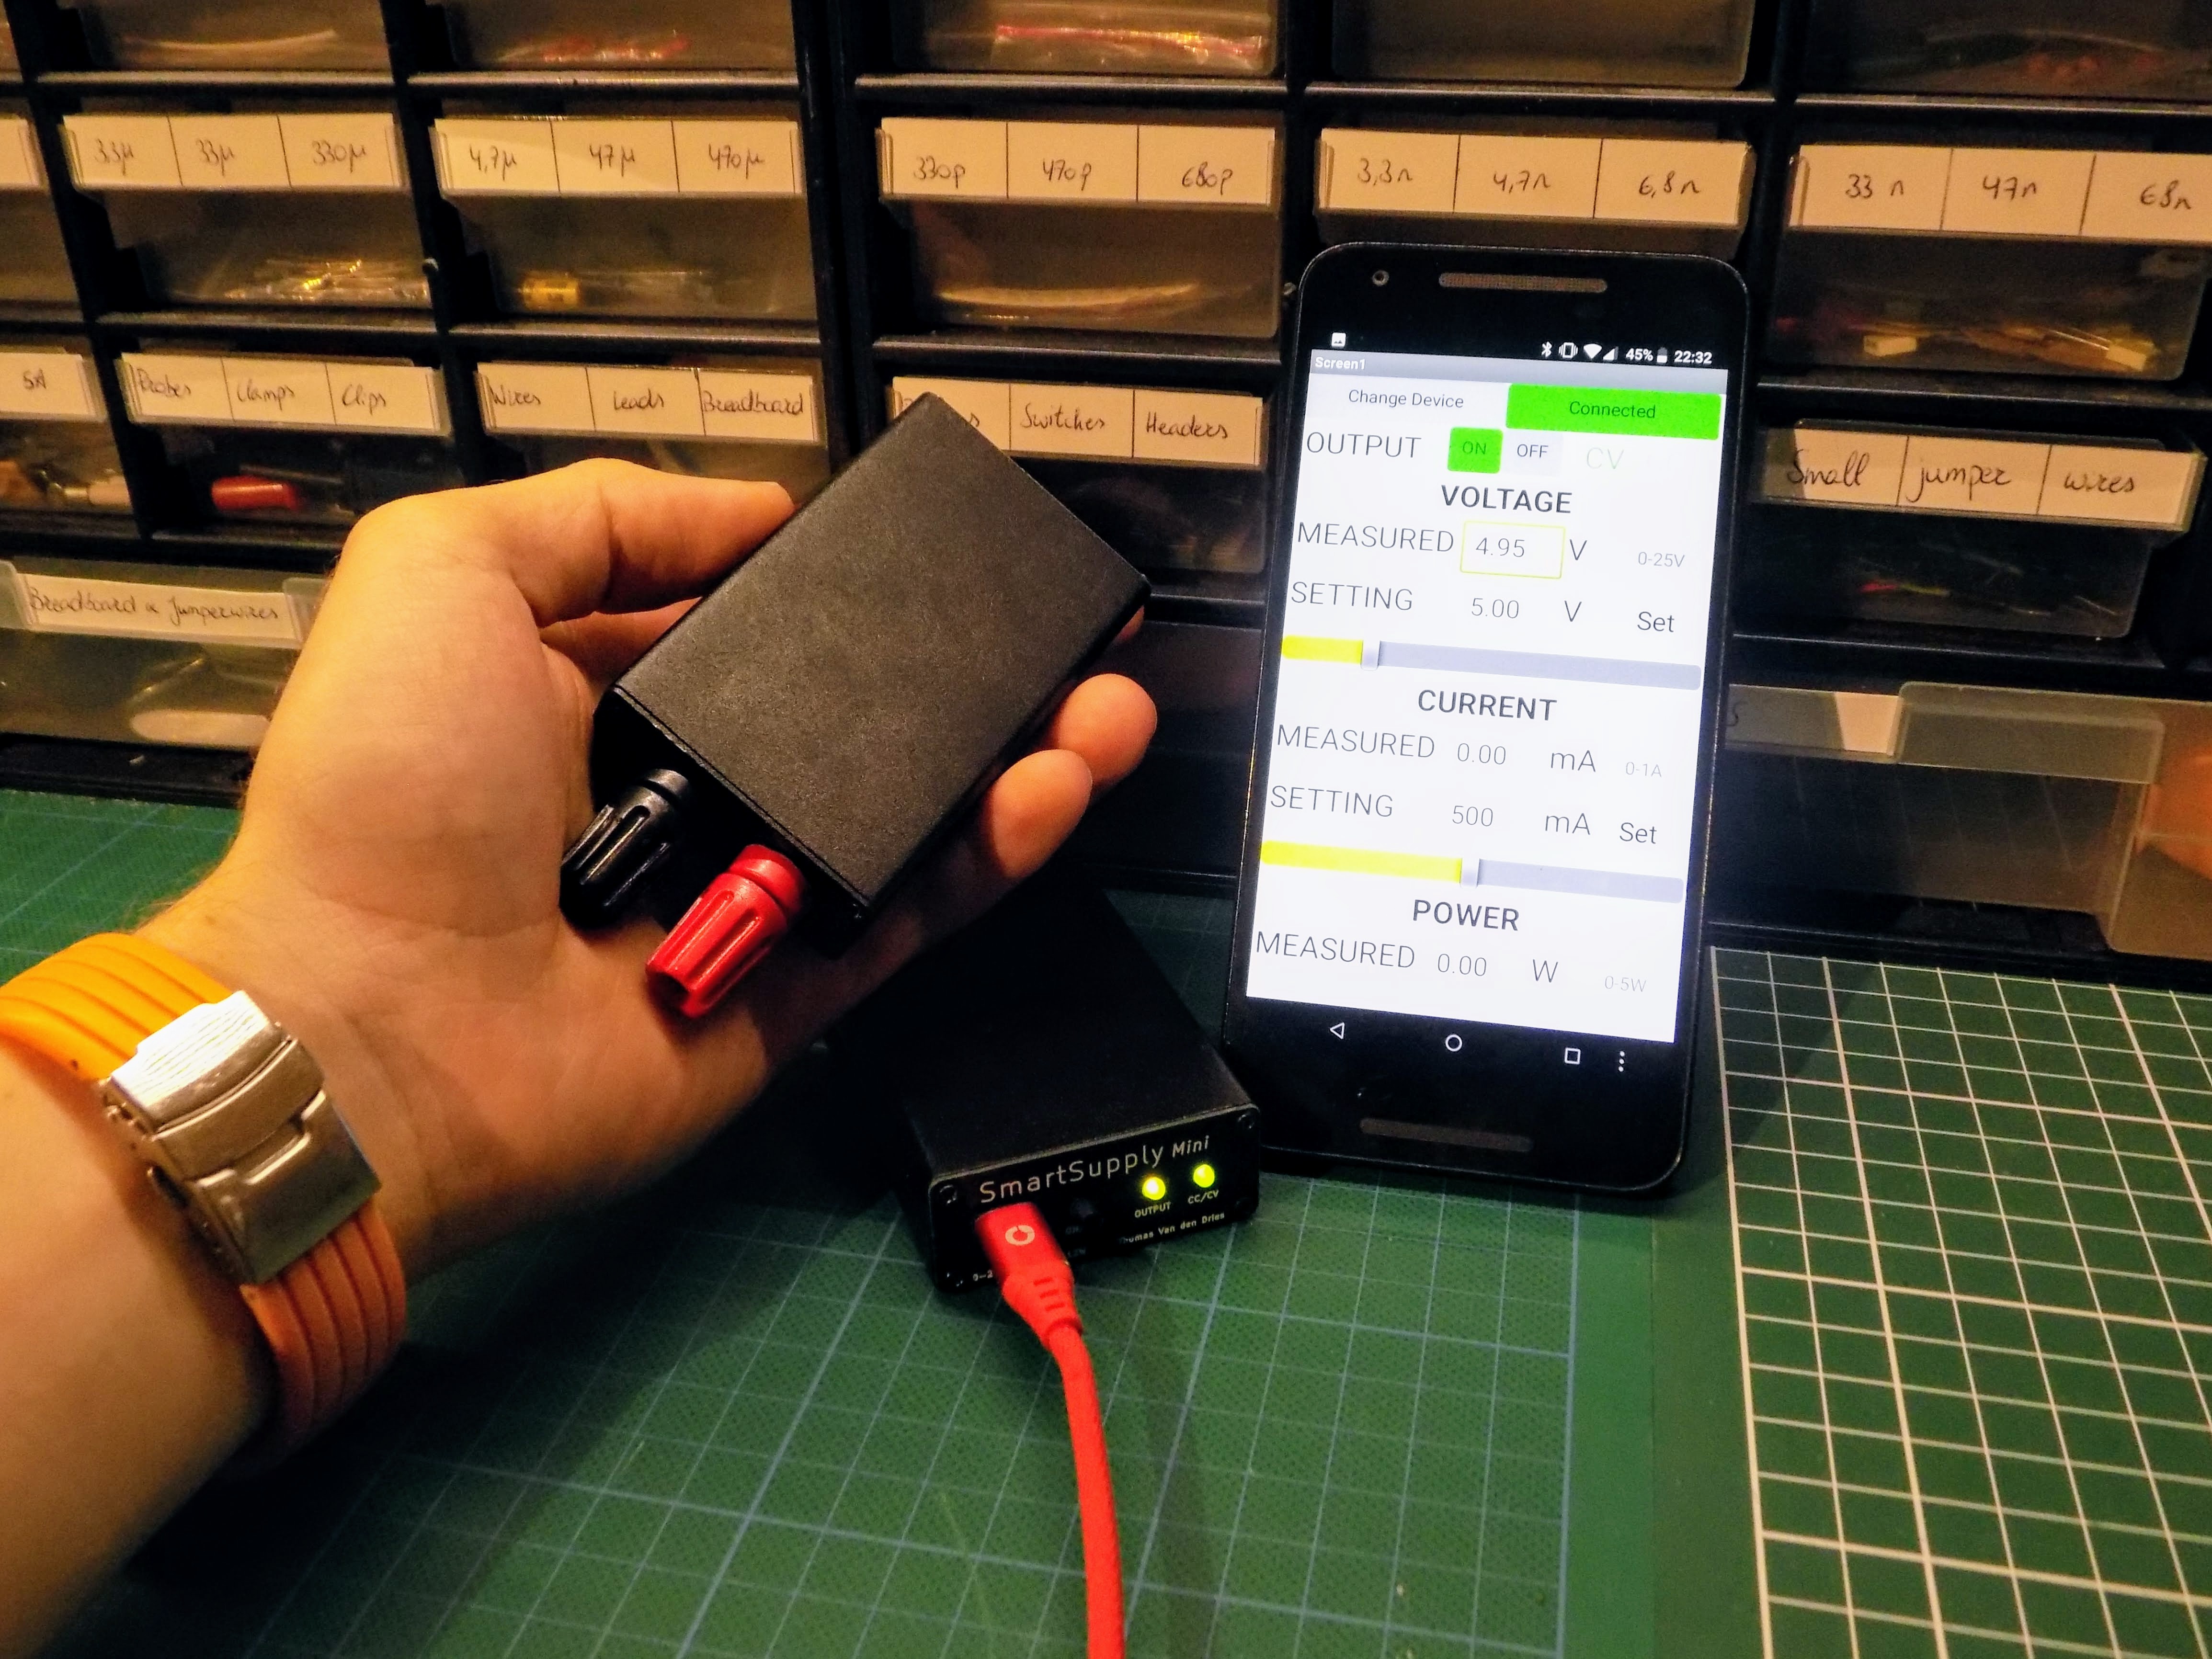 3,3µ 33µ 330µ
4,7µ 47µ 470µ
330p 470p 680p
3,3n 4,7n 6,8n
33 n 47n 68n
5A
Probes Clamps Clips
Wires Leads Breadboard
Switches Headers
Small jumper wires
Breadboard & Jumperwires
45% 22:32
Screen1
Change Device Connected
OUTPUT ON OFF CV
VOLTAGE
MEASURED 4.95 V 0-25V
SETTING 5.00 V Set
CURRENT
MEASURED 0.00 mA 0-1A
SETTING 500 mA Set
POWER
MEASURED 0.00 W 0-5W
SmartSupply Mini
OUTPUT CC/CV
Van den Dries